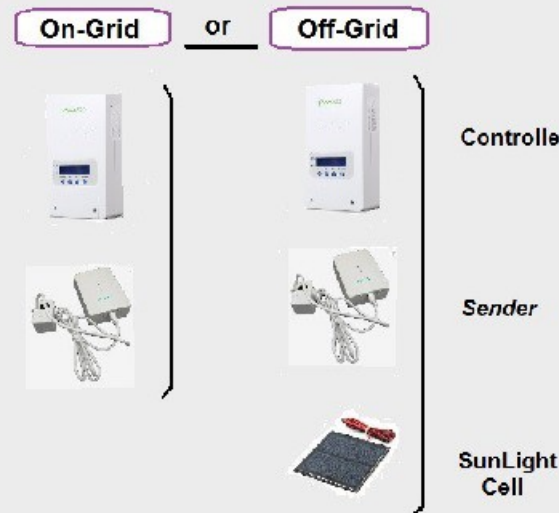 On-Grid or Off-Grid
Controlle
Sender
SunLight
Cell